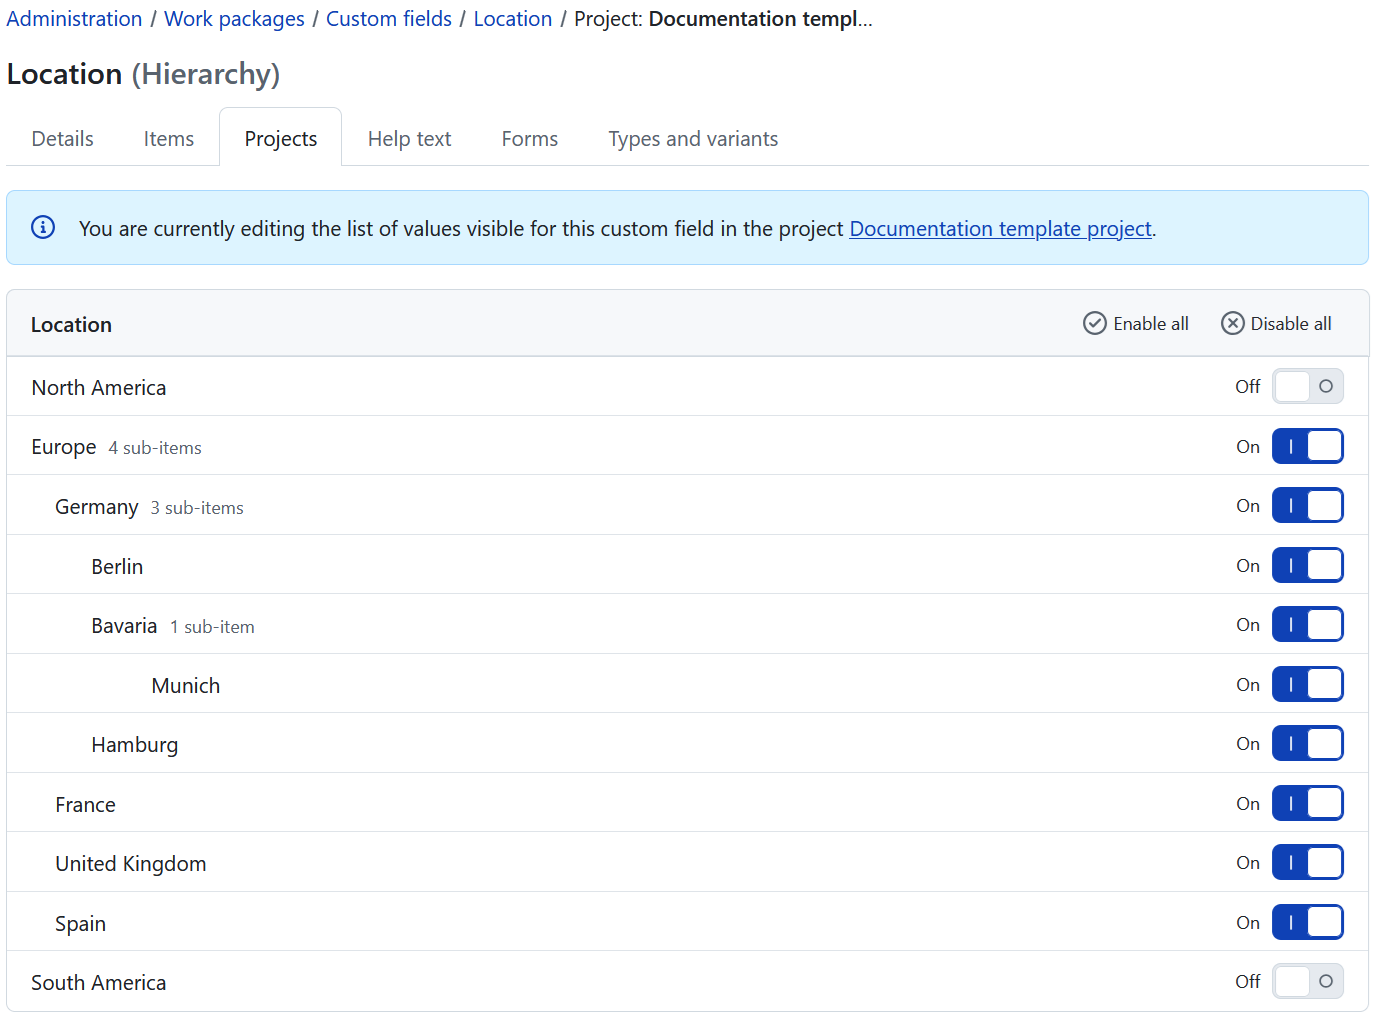 Administration / Work packages / Custom fields / Location / Project: Documentation templ...
Location (Hierarchy)
Details Items Projects Help text Forms Types and variants
You are currently editing the list of values visible for this custom field in the project Documentation template project.
Location Enable all Disable all
North America Off
Europe 4 sub-items On
Germany 3 sub-items On
Berlin On
Bavaria 1 sub-item On
Munich On
Hamburg On
France On
United Kingdom On
Spain On
South America Off